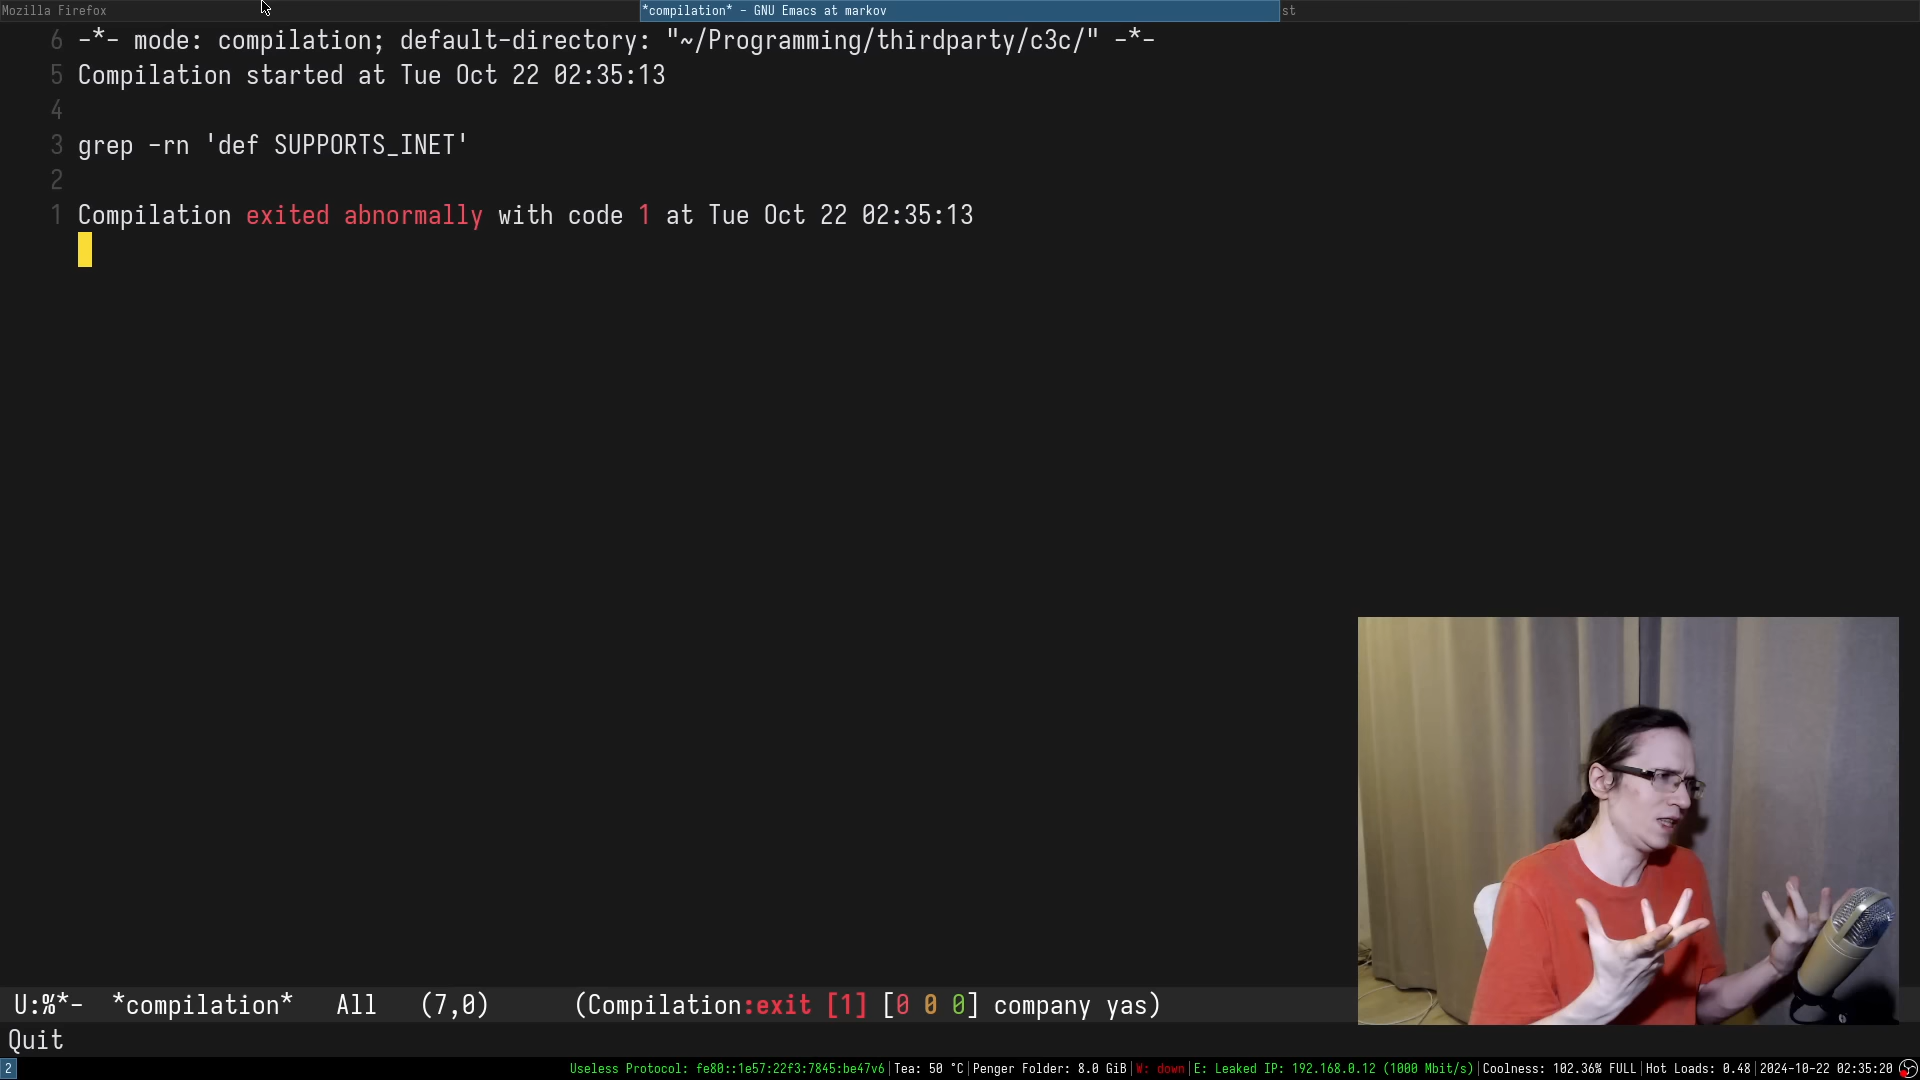 Mozilla Firefox
*compilation* - GNU Emacs at markov
st
6 -*- mode: compilation; default-directory: "~/Programming/thirdparty/c3c/" -*-
5 Compilation started at Tue Oct 22 02:35:13
4
3 grep -rn 'def SUPPORTS_INET'
2
1 Compilation exited abnormally with code 1 at Tue Oct 22 02:35:13
U:%*- *compilation* All (7,0) (Compilation:exit [1] [0 0 0] company yas)
Quit
2 Useless Protocol: fe80::1e57:22f3:7845:be47v6|Tea: 50 °C|Penger Folder: 8.0 GiB|W: down|E: Leaked IP: 192.168.0.12 (1000 Mbit/s)|Coolness: 102.36% FULL|Hot Loads: 0.48|2024-10-22 02:35:20